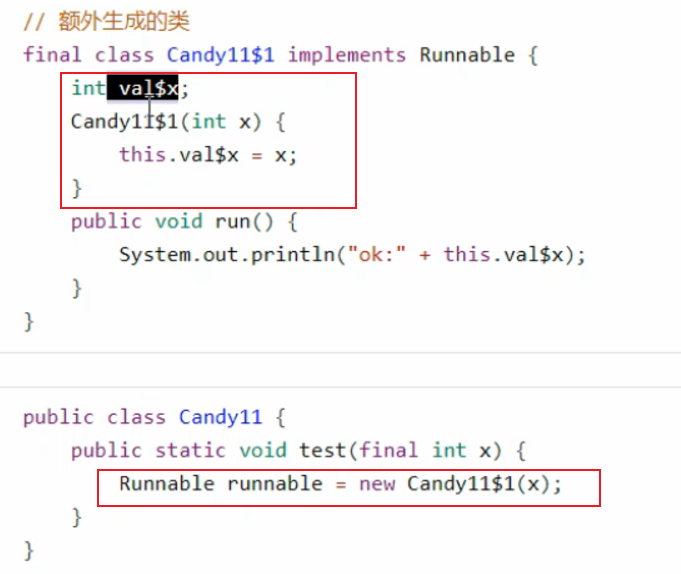 // 额外生成的类
final class Candy11$1 implements Runnable {
int val$x;
Candy11$1(int x) {
this.val$x = x;
}
public void run() {
System.out.println("ok:" + this.val$x);
}
}
public class Candy11 {
public static void test(final int x) {
Runnable runnable = new Candy11$1(x);
}
}